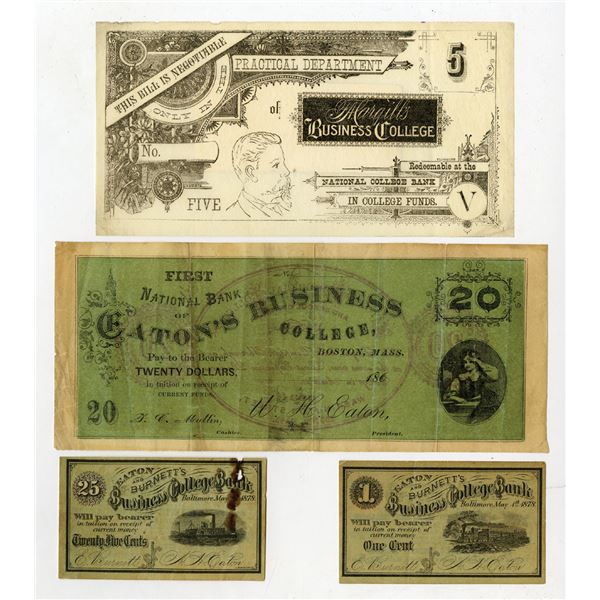 THIS BILL IS NEGOTIABLE
ONLY IN THE
PRACTICAL DEPARTMENT
5
of
Margill's
BUSINESS COLLEGE
No.
Redeemable at the
NATIONAL COLLEGE BANK
IN COLLEGE FUNDS.
FIVE
V
FIRST
NATIONAL BANK
OF
EATON'S BUSINESS
COLLEGE,
BOSTON, MASS.
20
Pay to the Bearer
TWENTY DOLLARS,
in tuition on receipt of
CURRENT FUNDS.
186
20
Cashier.
W. H. Eaton,
President.
25
EATON
AND
BURNETT'S
Business College Bank
Baltimore May 1st 1878.
Will pay bearer
in tuition on receipt of
current money
Twenty Five Cents
E. Burnett
A. H. Eaton
1
EATON
AND
BURNETT'S
Business College Bank
Baltimore May 1st 1878.
Will pay bearer
in tuition on receipt of
current money
One Cent
E. Burnett
A. H. Eaton